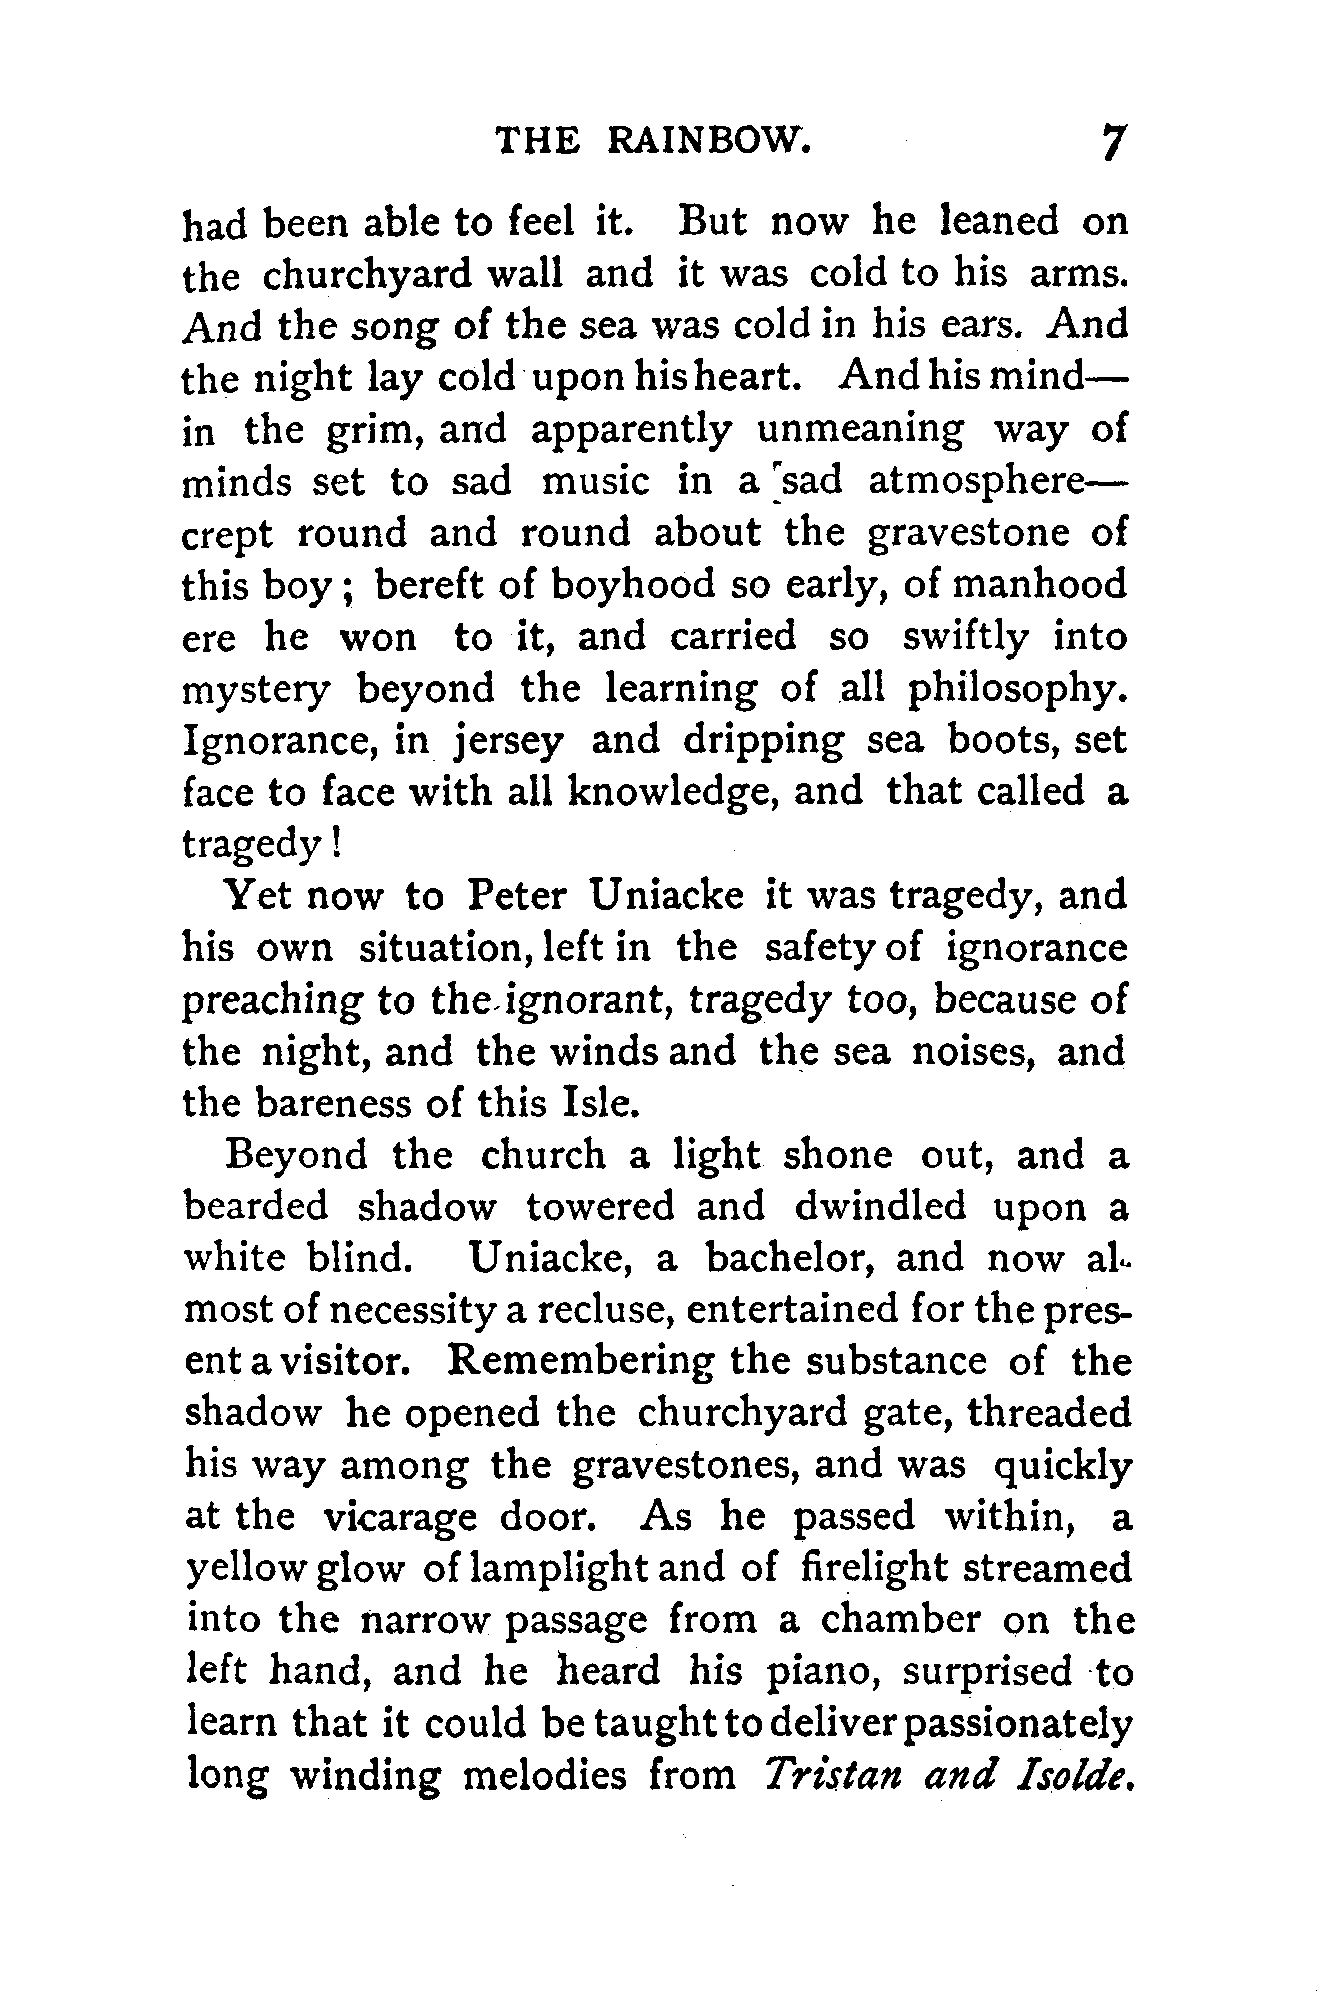 THE RAINBOW. 7
had been able to feel it. But now he leaned on
the churchyard wall and it was cold to his arms.
And the song of the sea was cold in his ears. And
the night lay cold upon his heart. And his mind—
in the grim, and apparently unmeaning way of
minds set to sad music in a sad atmosphere—
crept round and round about the gravestone of
this boy; bereft of boyhood so early, of manhood
ere he won to it, and carried so swiftly into
mystery beyond the learning of all philosophy.
Ignorance, in jersey and dripping sea boots, set
face to face with all knowledge, and that called a
tragedy!
Yet now to Peter Uniacke it was tragedy, and
his own situation, left in the safety of ignorance
preaching to the ignorant, tragedy too, because of
the night, and the winds and the sea noises, and
the bareness of this Isle.
Beyond the church a light shone out, and a
bearded shadow towered and dwindled upon a
white blind. Uniacke, a bachelor, and now al-
most of necessity a recluse, entertained for the pres-
ent a visitor. Remembering the substance of the
shadow he opened the churchyard gate, threaded
his way among the gravestones, and was quickly
at the vicarage door. As he passed within, a
yellow glow of lamplight and of firelight streamed
into the narrow passage from a chamber on the
left hand, and he heard his piano, surprised to
learn that it could be taught to deliver passionately
long winding melodies from Tristan and Isolde.